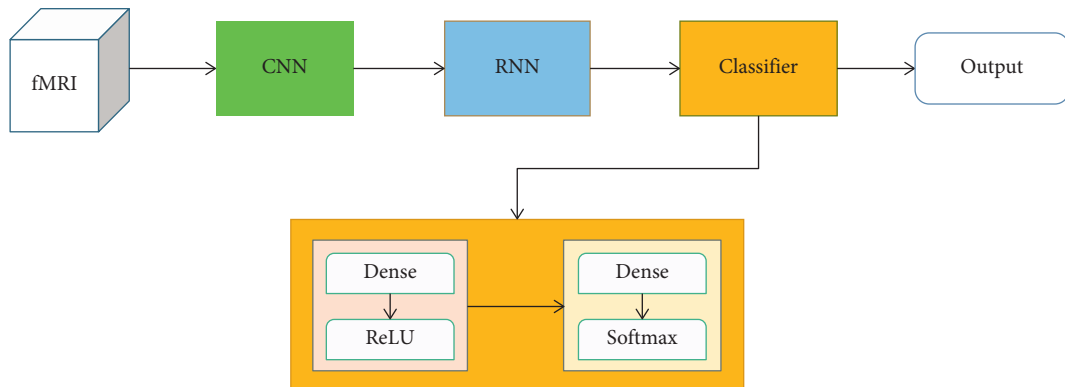 fMRI
CNN
RNN
Classifier
Output
Dense
ReLU
Dense
Softmax